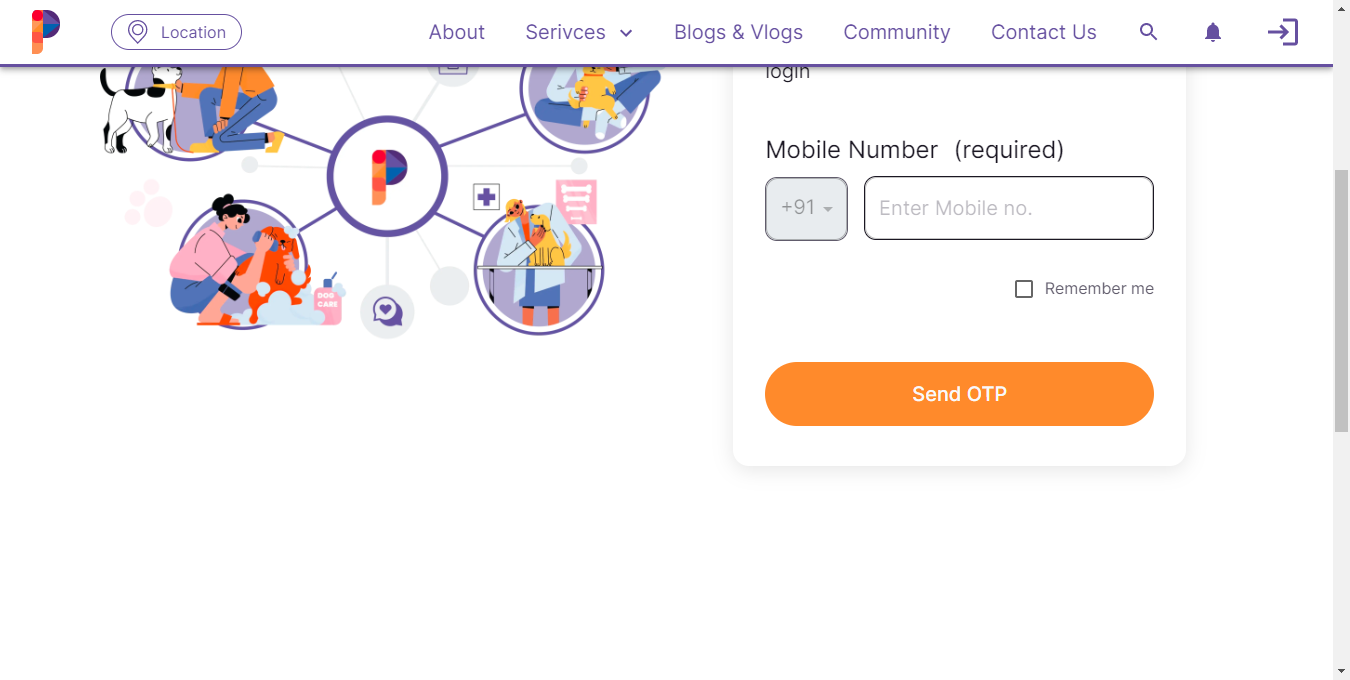 Location
About
Serivces
Blogs & Vlogs
Community
Contact Us
login
Mobile Number (required)
+91
Enter Mobile no.
DOG
CARE
Remember me
Send OTP